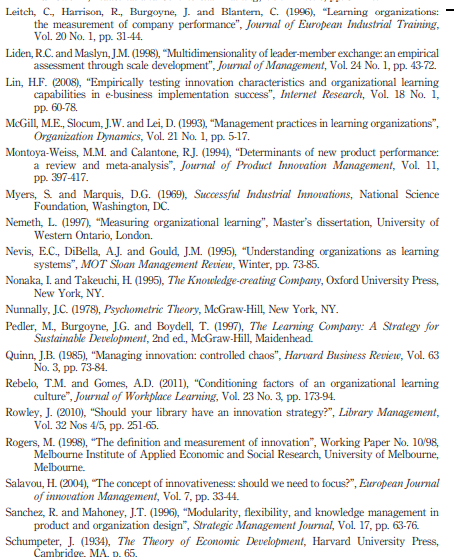 Leitch, C., Harrison, R., Burgoyne, J. and Blantern, C. (1996), “Learning organizations:
the measurement of company performance”, Journal of European Industrial Training,
Vol. 20 No. 1, pp. 31-44.
Liden, R.C. and Maslyn, J.M. (1998), “Multidimensionality of leader-member exchange: an empirical
assessment through scale development”, Journal of Management, Vol. 24 No. 1, pp. 43-72.
Lin, H.F. (2008), “Empirically testing innovation characteristics and organizational learning
capabilities in e-business implementation success”, Internet Research, Vol. 18 No. 1,
pp. 60-78.
McGill, M.E., Slocum, J.W. and Lei, D. (1993), “Management practices in learning organizations”,
Organization Dynamics, Vol. 21 No. 1, pp. 5-17.
Montoya-Weiss, M.M. and Calantone, R.J. (1994), “Determinants of new product performance:
a review and meta-analysis”, Journal of Product Innovation Management, Vol. 11,
pp. 397-417.
Myers, S. and Marquis, D.G. (1969), Successful Industrial Innovations, National Science
Foundation, Washington, DC.
Nemeth, L. (1997), “Measuring organizational learning”, Master’s dissertation, University of
Western Ontario, London.
Nevis, E.C., DiBella, A.J. and Gould, J.M. (1995), “Understanding organizations as learning
systems”, MOT Sloan Management Review, Winter, pp. 73-85.
Nonaka, I. and Takeuchi, H. (1995), The Knowledge-creating Company, Oxford University Press,
New York, NY.
Nunnally, J.C. (1978), Psychometric Theory, McGraw-Hill, New York, NY.
Pedler, M., Burgoyne, J.G. and Boydell, T. (1997), The Learning Company: A Strategy for
Sustainable Development, 2nd ed., McGraw-Hill, Maidenhead.
Quinn, J.B. (1985), “Managing innovation: controlled chaos”, Harvard Business Review, Vol. 63
No. 3, pp. 73-84.
Rebelo, T.M. and Gomes, A.D. (2011), “Conditioning factors of an organizational learning
culture”, Journal of Workplace Learning, Vol. 23 No. 3, pp. 173-94.
Rowley, J. (2010), “Should your library have an innovation strategy?”, Library Management,
Vol. 32 Nos 4/5, pp. 251-65.
Rogers, M. (1998), “The definition and measurement of innovation”, Working Paper No. 10/98,
Melbourne Institute of Applied Economic and Social Research, University of Melbourne,
Melbourne.
Salavou, H. (2004), “The concept of innovativeness: should we need to focus?”, European Journal
of innovation Management, Vol. 7, pp. 33-44.
Sanchez, R. and Mahoney, J.T. (1996), “Modularity, flexibility, and knowledge management in
product and organization design”, Strategic Management Journal, Vol. 17, pp. 63-76.
Schumpeter, J. (1934), The Theory of Economic Development, Harvard University Press,
Cambridge, MA, p. 65.